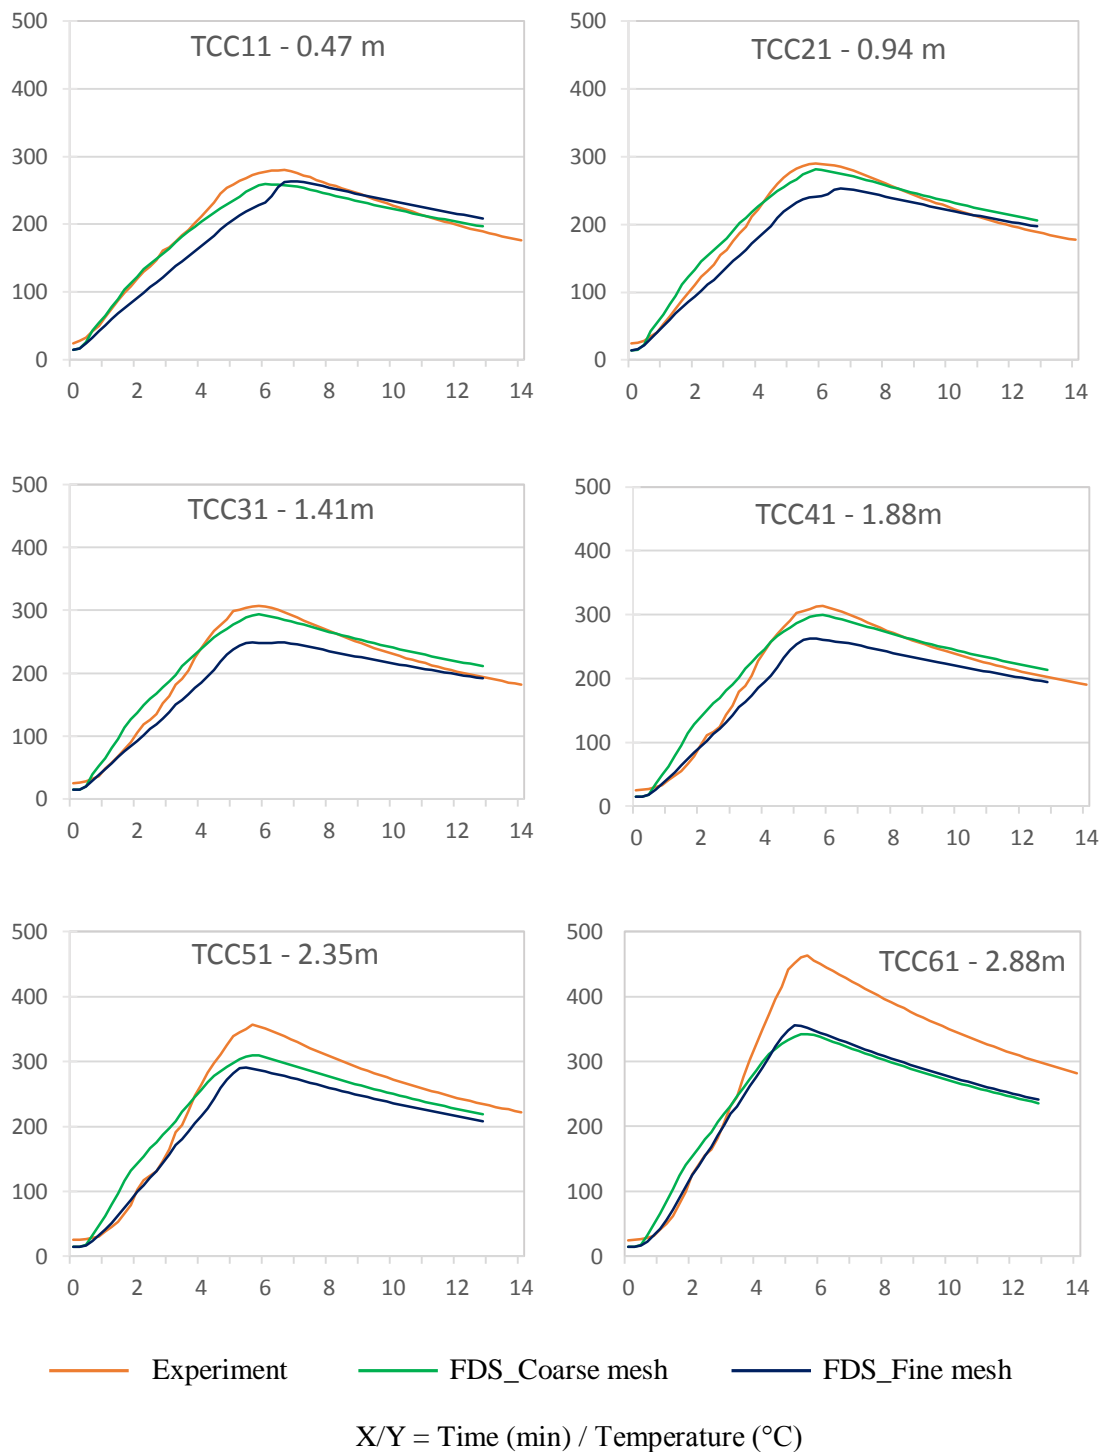 TCC11 - 0.47 m
500
400
300
200
100
0
0 2 4 6 8 10 12 14
TCC21 - 0.94 m
500
400
300
200
100
0
0 2 4 6 8 10 12 14
TCC31 - 1.41m
500
400
300
200
100
0
0 2 4 6 8 10 12 14
TCC41 - 1.88m
500
400
300
200
100
0
0 2 4 6 8 10 12 14
TCC51 - 2.35m
500
400
300
200
100
0
0 2 4 6 8 10 12 14
TCC61 - 2.88m
500
400
300
200
100
0
0 2 4 6 8 10 12 14
Experiment FDS_Coarse mesh FDS_Fine mesh
X/Y = Time (min) / Temperature (°C)